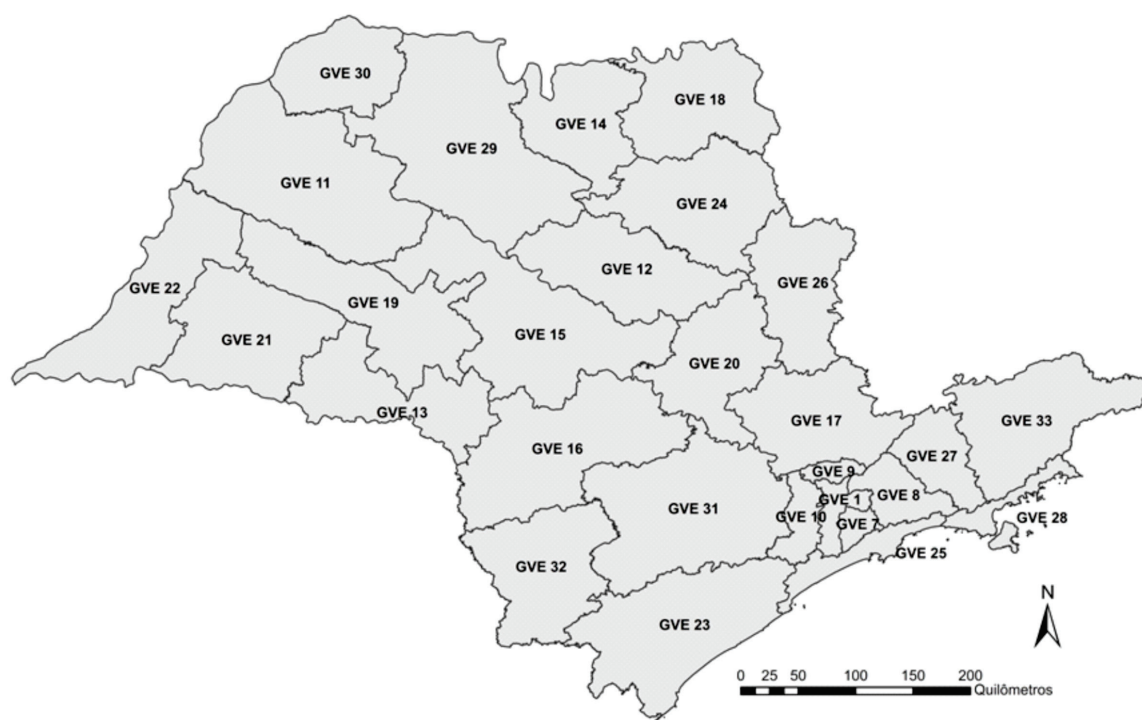 GVE 30
GVE 18
GVE 14
GVE 29
GVE 11
GVE 24
GVE 12
GVE 26
GVE 22
GVE 19
GVE 15
GVE 21
GVE 20
GVE 13
GVE 17
GVE 33
GVE 16
GVE 27
GVE 9
GVE 8
GVE 1
GVE 31
GVE 10
GVE 7
GVE 28
GVE 25
GVE 32
GVE 23
N
0 25 50 100 150 200
Quilômetros